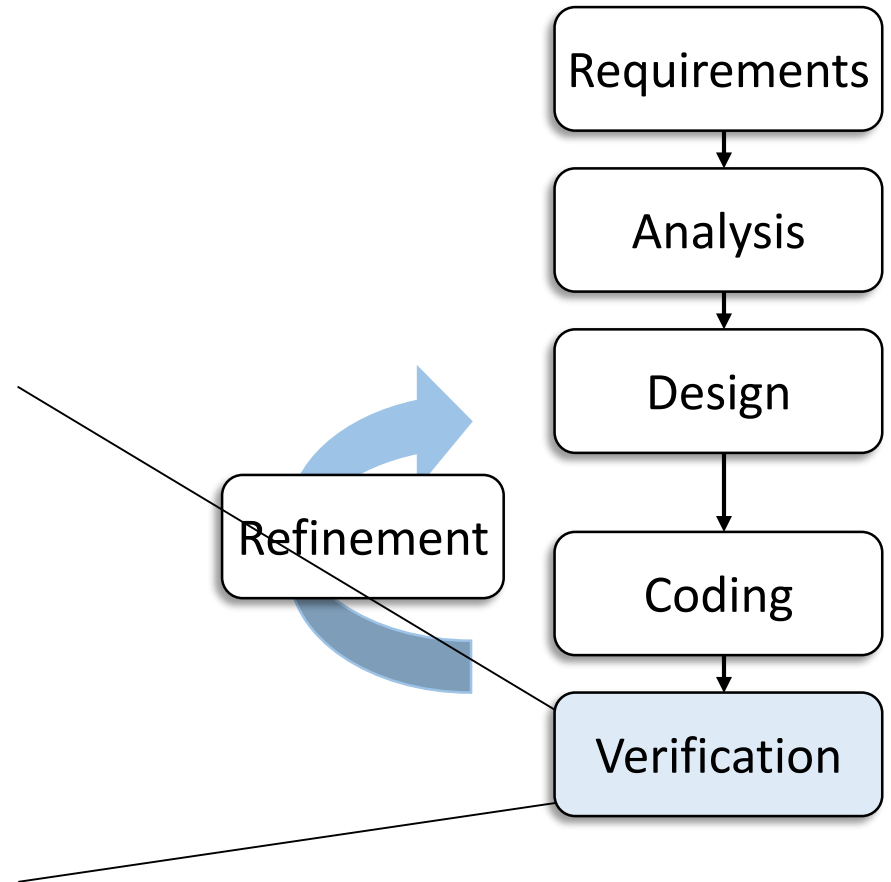 Requirements
Analysis
Design
Refinement
Coding
Verification